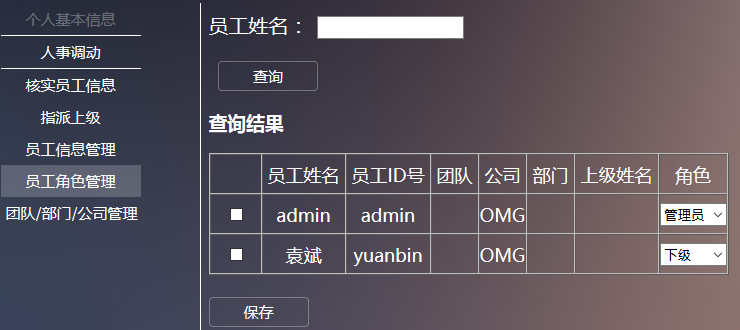 个人基本信息
人事调动
核实员工信息
指派上级
员工信息管理
员工角色管理
团队/部门/公司管理
员工姓名：
查询
查询结果
员工姓名 员工ID号 团队 公司 部门 上级姓名 角色
admin admin OMG 管理员
袁斌 yuanbin OMG 下级
保存